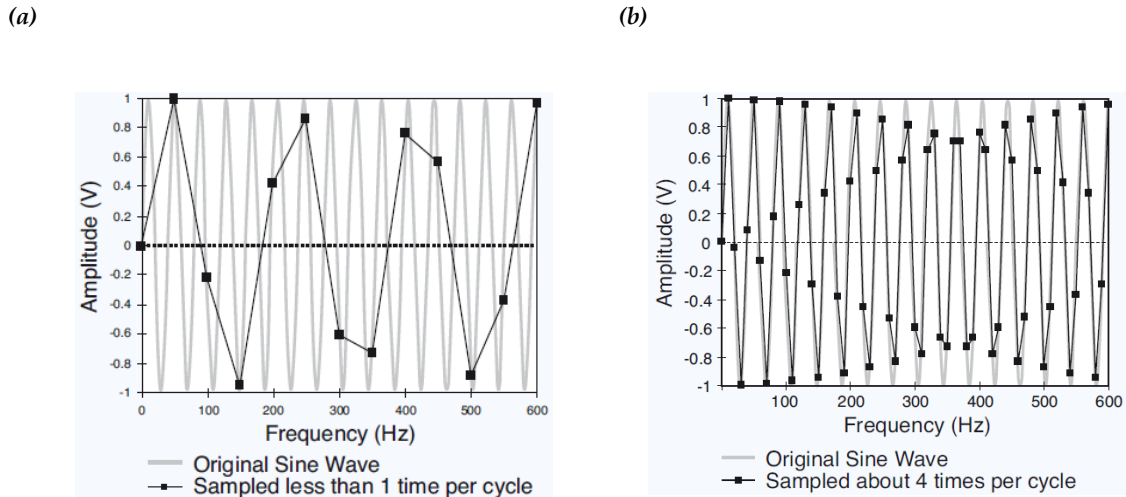 (a)
(b)
Amplitude (V)
1
0.8
0.6
0.4
0.2
0
-0.2
-0.4
-0.6
-0.8
-1
0 100 200 300 400 500 600
Frequency (Hz)
Original Sine Wave
Sampled less than 1 time per cycle
Amplitude (V)
1
0.8
0.6
0.4
0.2
0
-0.2
-0.4
-0.6
-0.8
-1
100 200 300 400 500 600
Frequency (Hz)
Original Sine Wave
Sampled about 4 times per cycle